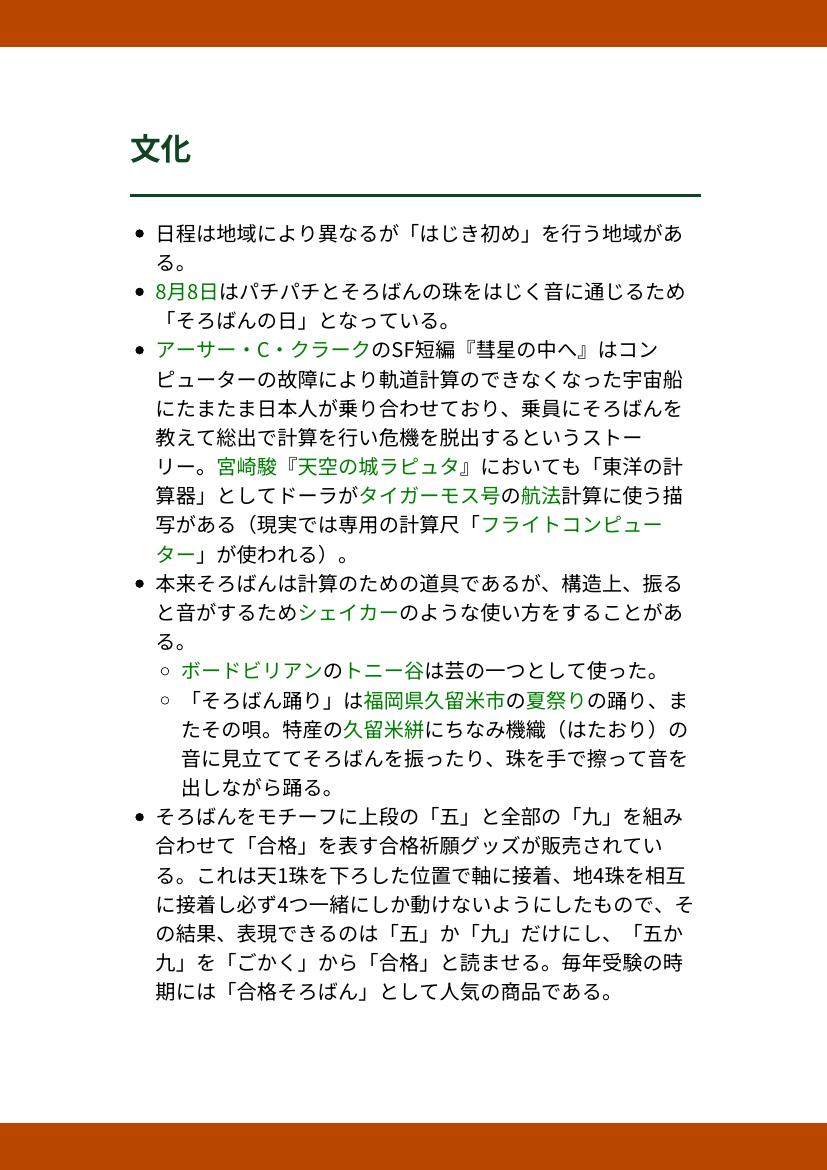 文化
日程は地域により異なるが「はじき初め」を行う地域があ
る。
8月8日はパチパチとそろばんの珠をはじく音に通じるため
「そろばんの日」となっている。
アーサー・C・クラークのSF短編『彗星の中へ』はコン
ピューターの故障により軌道計算のできなくなった宇宙船
にたまたま日本人が乗り合わせており、乗員にそろばんを
教えて総出で計算を行い危機を脱出するというストー
リー。宮崎駿『天空の城ラピュタ』においても「東洋の計
算器」としてドーラがタイガーモス号の航法計算に使う描
写がある（現実では専用の計算尺「フライトコンピュー
ター」が使われる）。
本来そろばんは計算のための道具であるが、構造上、振る
と音がするためシェイカーのような使い方をすることがあ
る。
ボードビリアンのトニー谷は芸の一つとして使った。
「そろばん踊り」は福岡県久留米市の夏祭りの踊り、ま
たその唄。特産の久留米絣にちなみ機織（はたおり）の
音に見立ててそろばんを振ったり、珠を手で擦って音を
出しながら踊る。
そろばんをモチーフに上段の「五」と全部の「九」を組み
合わせて「合格」を表す合格祈願グッズが販売されてい
る。これは天1珠を下ろした位置で軸に接着、地4珠を相互
に接着し必ず4つ一緒にしか動けないようにしたもので、そ
の結果、表現できるのは「五」か「九」だけにし、「五か
九」を「ごかく」から「合格」と読ませる。毎年受験の時
期には「合格そろばん」として人気の商品である。